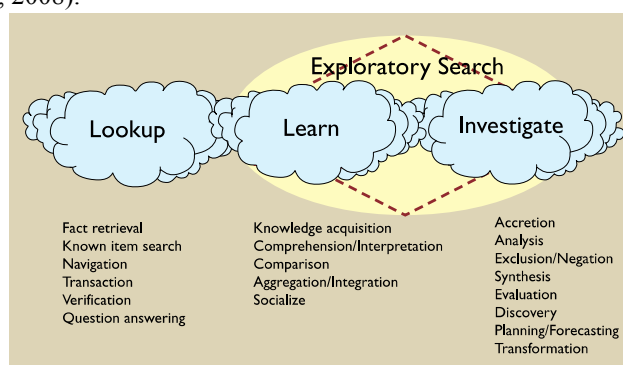 , 2008).
Exploratory Search
Lookup
Learn
Investigate
Fact retrieval
Known item search
Navigation
Transaction
Verification
Question answering
Knowledge acquisition
Comprehension/Interpretation
Comparison
Aggregation/Integration
Socialize
Accretion
Analysis
Exclusion/Negation
Synthesis
Evaluation
Discovery
Planning/Forecasting
Transformation